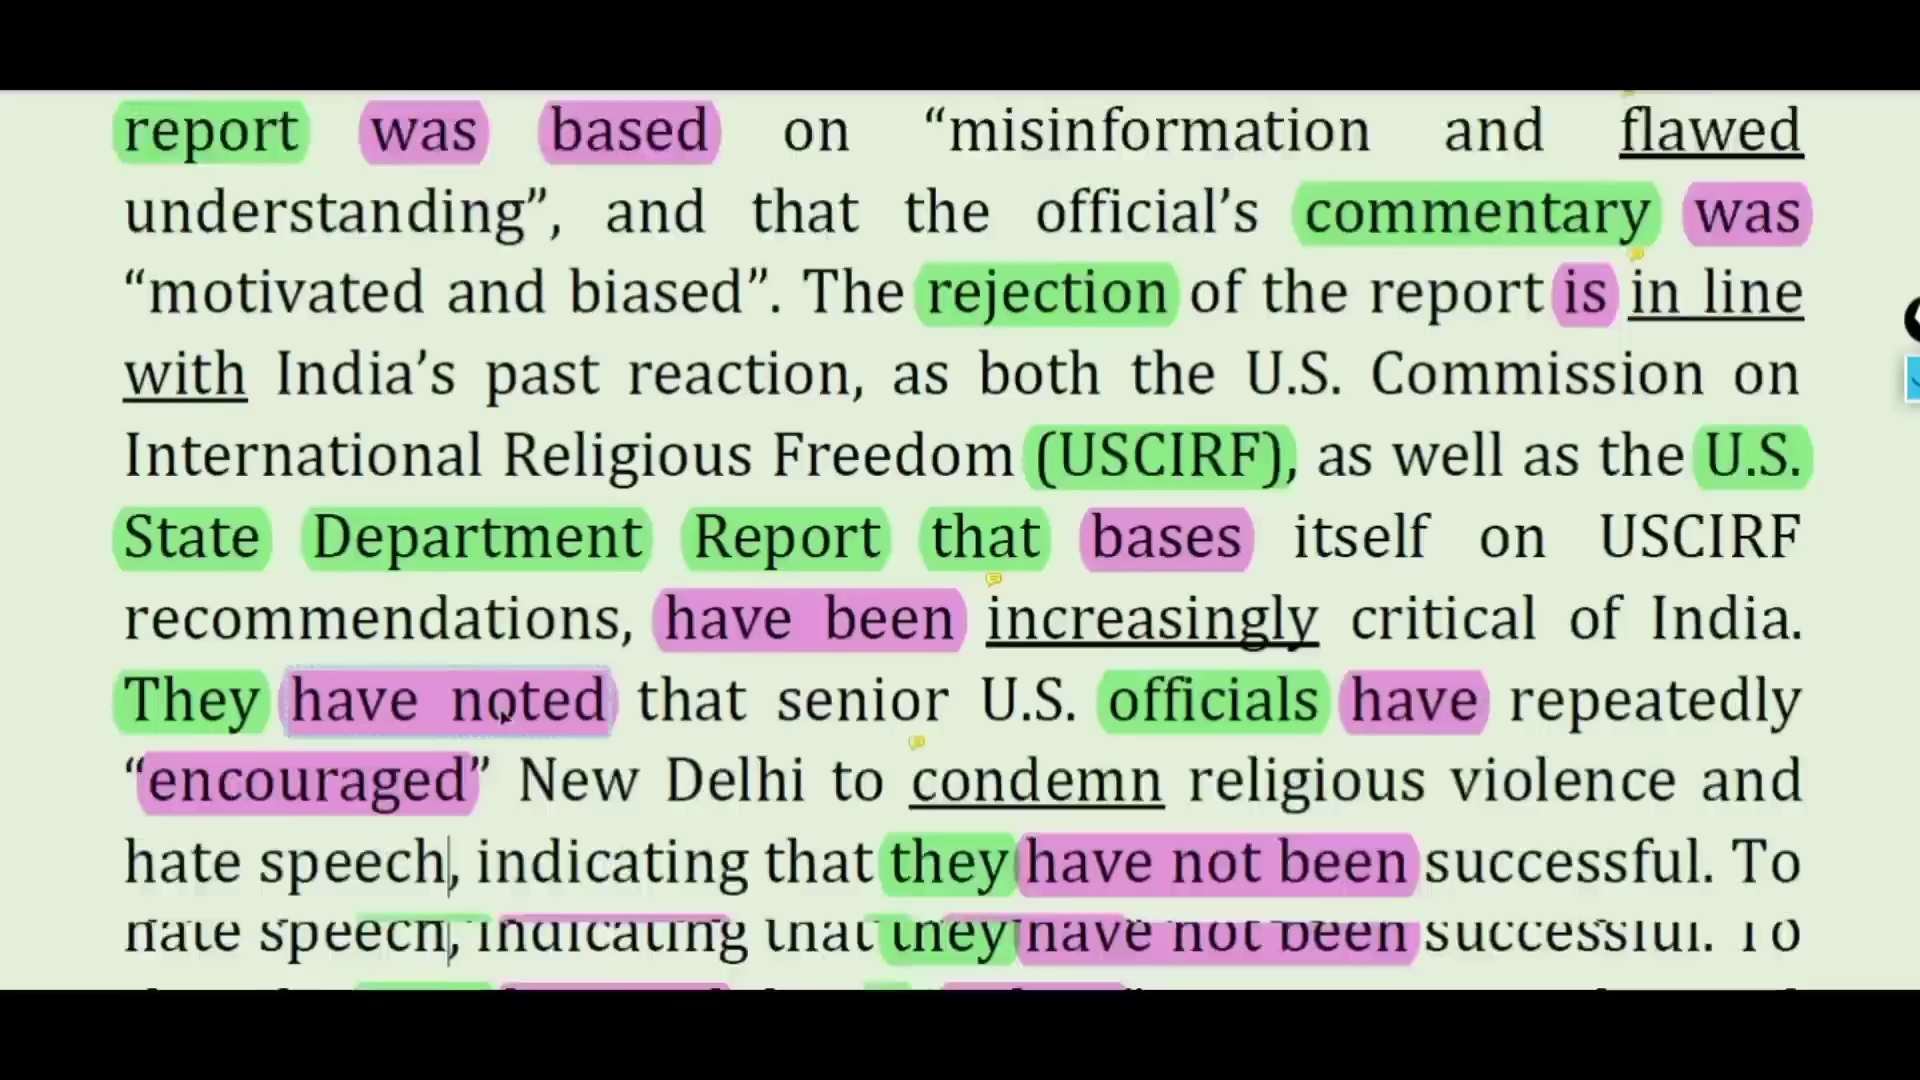 report was based on “misinformation and flawed
understanding”, and that the official’s commentary was
“motivated and biased”. The rejection of the report is in line
with India’s past reaction, as both the U.S. Commission on
International Religious Freedom (USCIRF), as well as the U.S.
State Department Report that bases itself on USCIRF
recommendations, have been increasingly critical of India.
They have noted that senior U.S. officials have repeatedly
“encouraged” New Delhi to condemn religious violence and
hate speech, indicating that they have not been successful. To
hate speech, indicating that they have not been successful. To